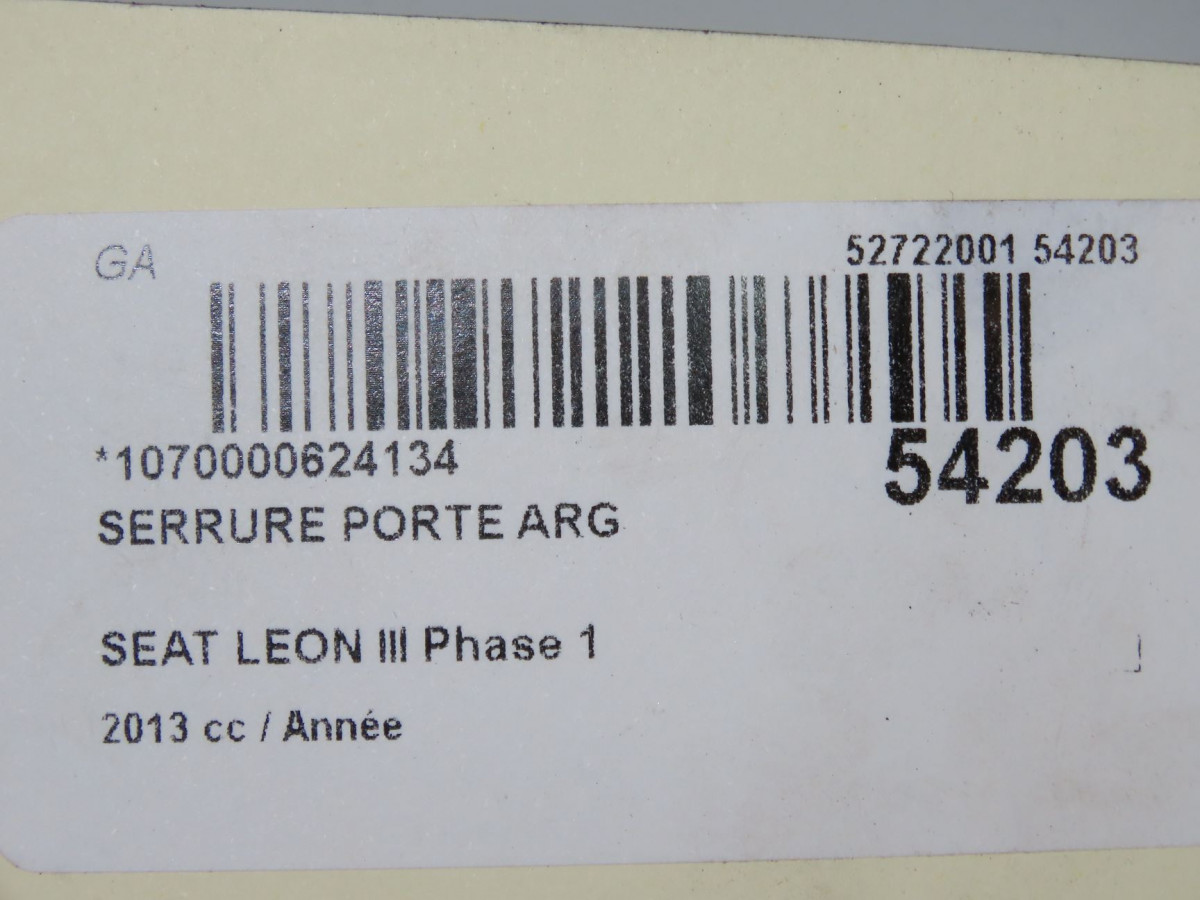 GA
52722001 54203
*1070000624134
54203
SERRURE PORTE ARG
SEAT LEON III Phase 1
2013 cc / Année